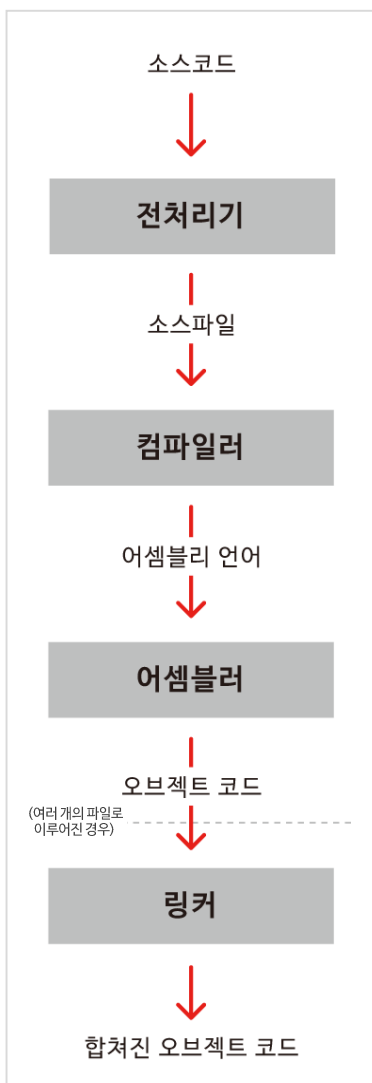 소스코드
전처리기
소스파일
컴파일러
어셈블리 언어
어셈블러
오브젝트 코드
(여러 개의 파일로
이루어진 경우)
링커
합쳐진 오브젝트 코드